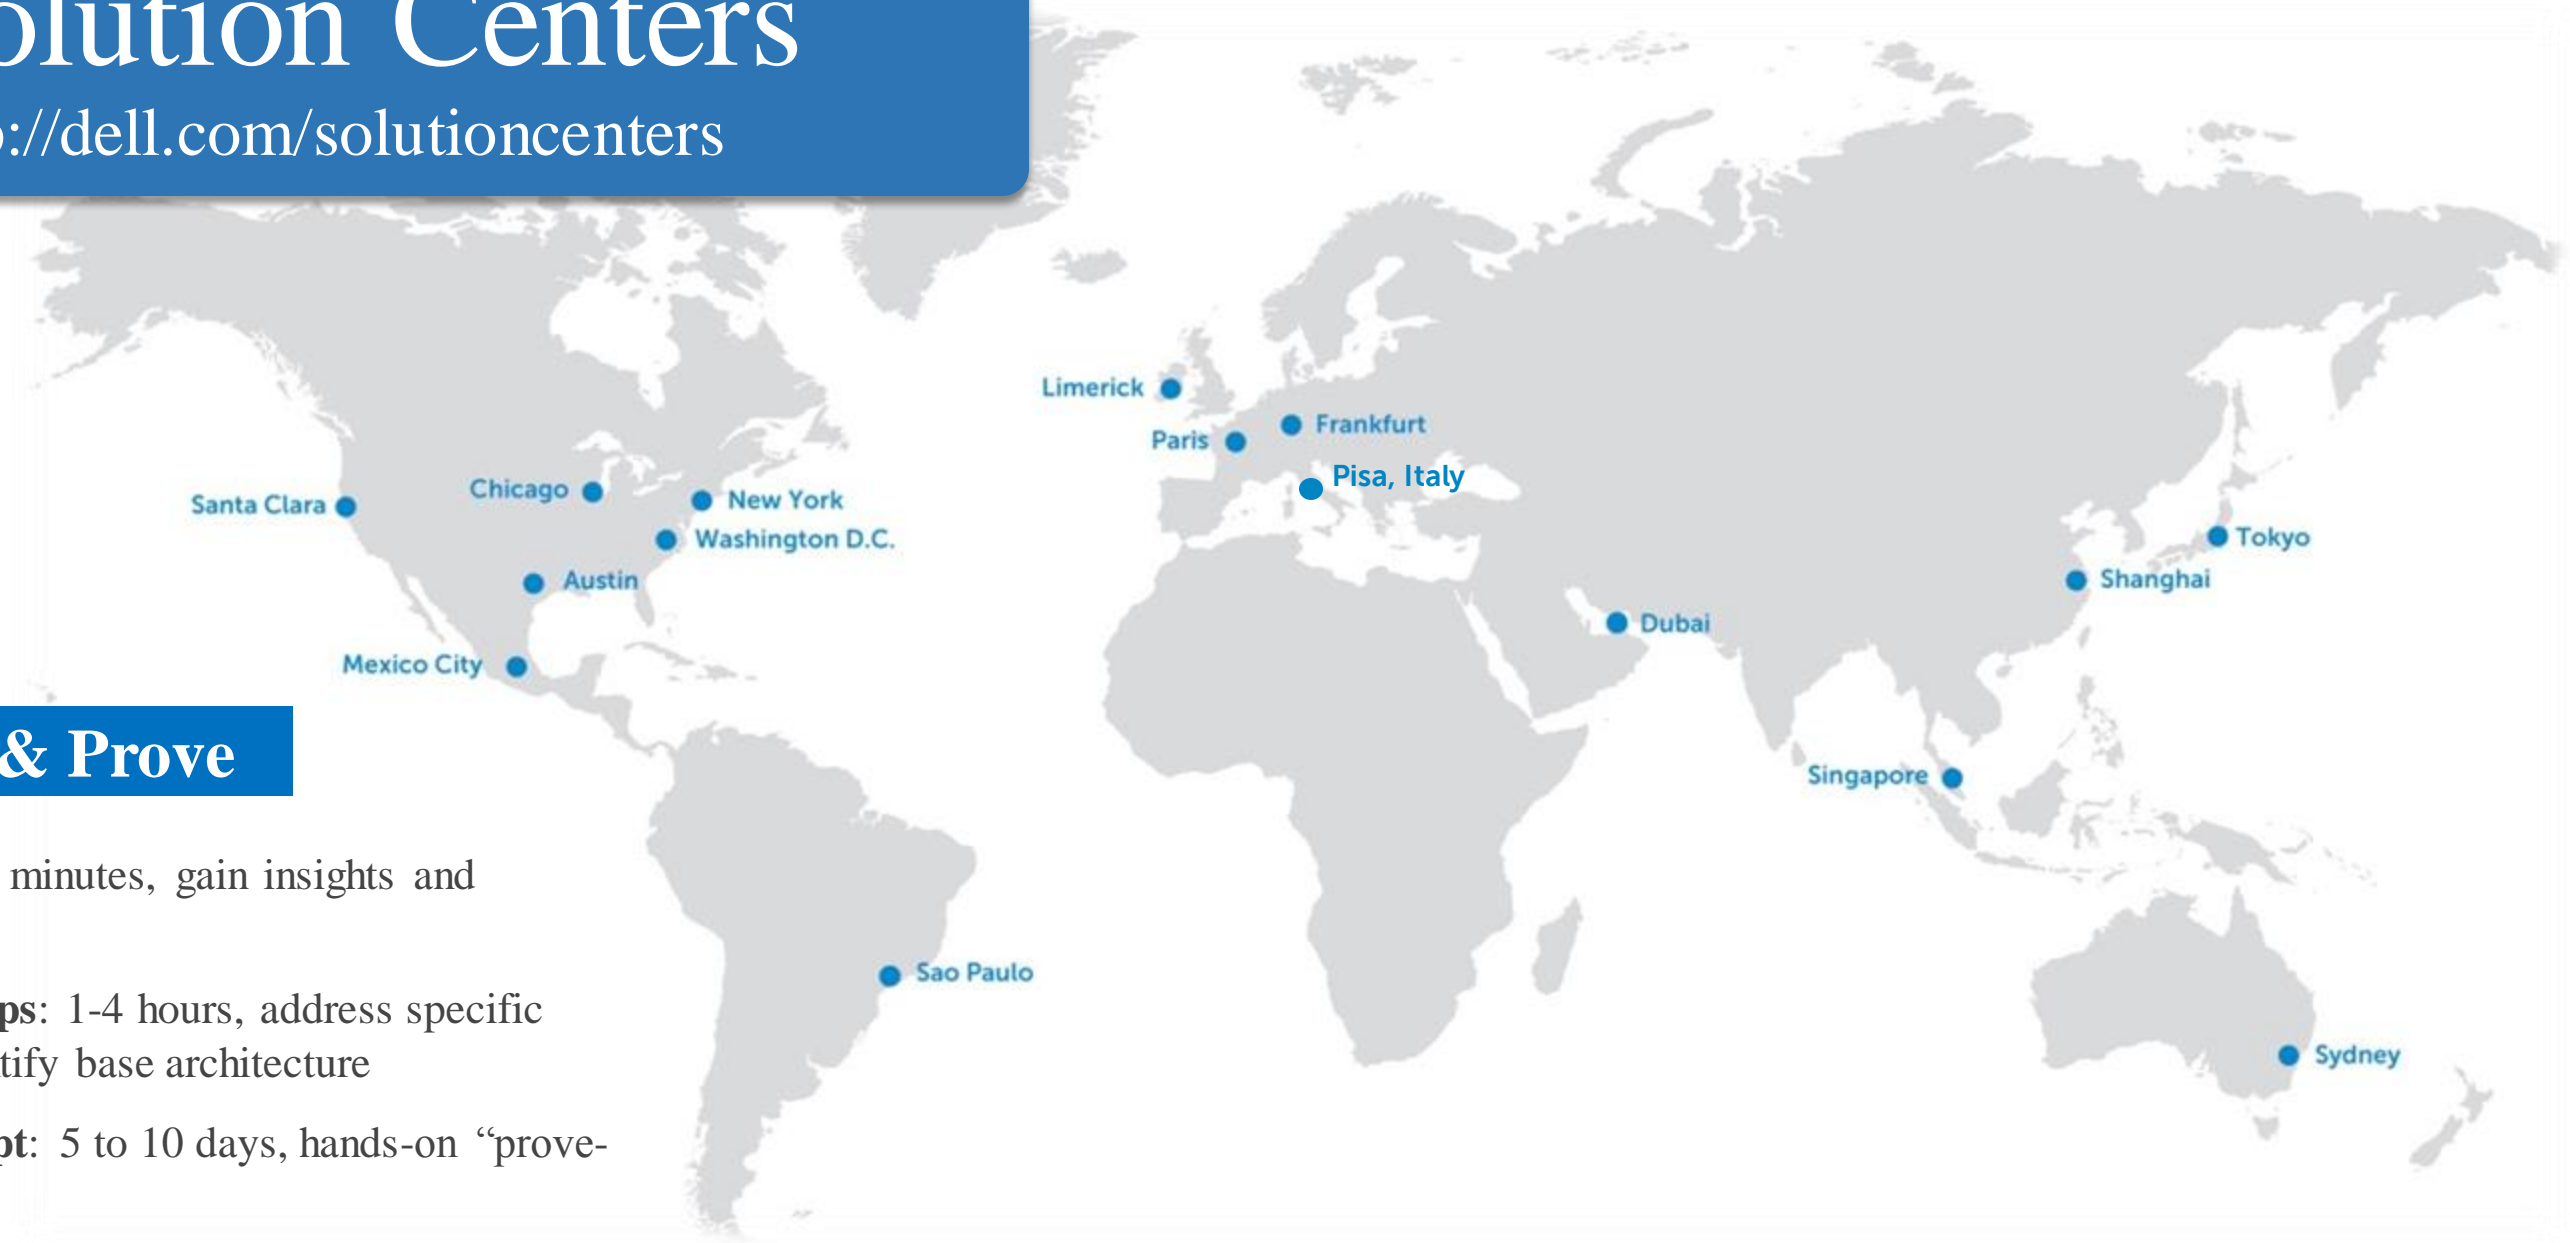 olution Centers
://dell.com/solutioncenters
Limerick
Frankfurt
Paris
Pisa, Italy
Santa Clara
Chicago
New York
Washington D.C.
Austin
Tokyo
Shanghai
Dubai
Mexico City
Singapore
& Prove
minutes, gain insights and
Sao Paulo
ps: 1-4 hours, address specific
tify base architecture
Sydney
pt: 5 to 10 days, hands-on “prove-